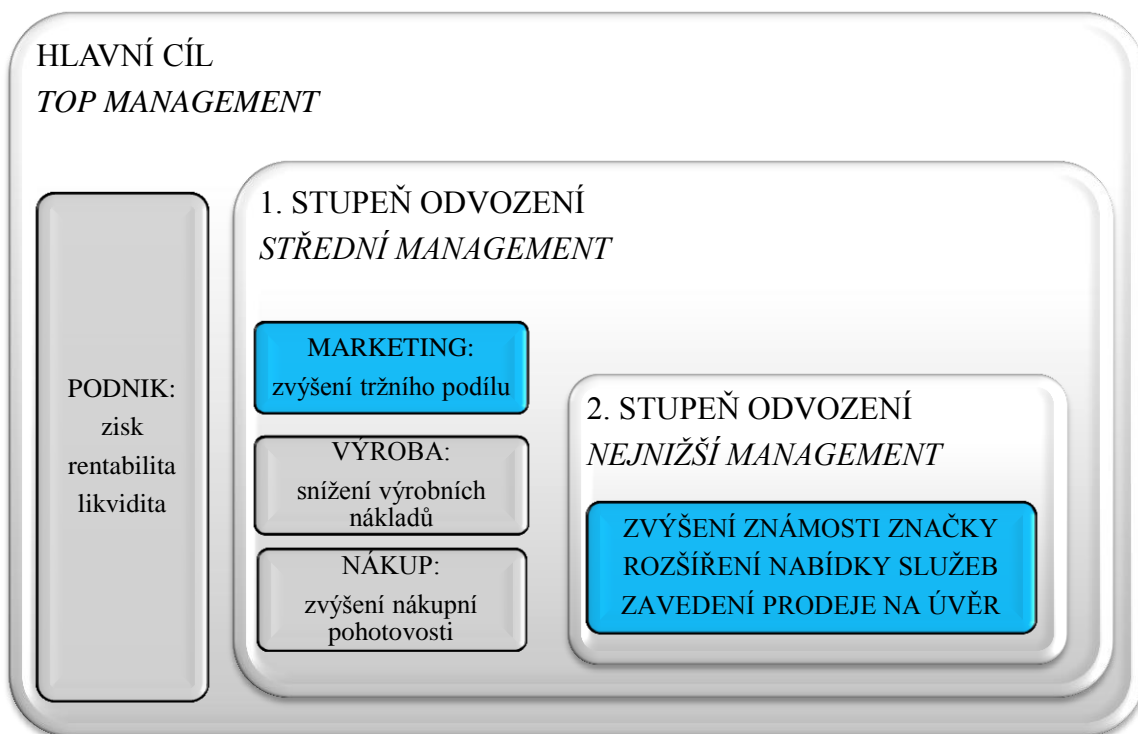 HLAVNÍ CÍL
TOP MANAGEMENT
PODNIK:
zisk
rentabilita
likvidita
1. STUPEŇ ODVOZENÍ
STŘEDNÍ MANAGEMENT
MARKETING:
zvýšení tržního podílu
VÝROBA:
snížení výrobních
nákladů
NÁKUP:
zvýšení nákupní
pohotovosti
2. STUPEŇ ODVOZENÍ
NEJNIŽŠÍ MANAGEMENT
ZVÝŠENÍ ZNÁMOSTI ZNAČKY
ROZŠÍŘENÍ NABÍDKY SLUŽEB
ZAVEDENÍ PRODEJE NA ÚVĚR